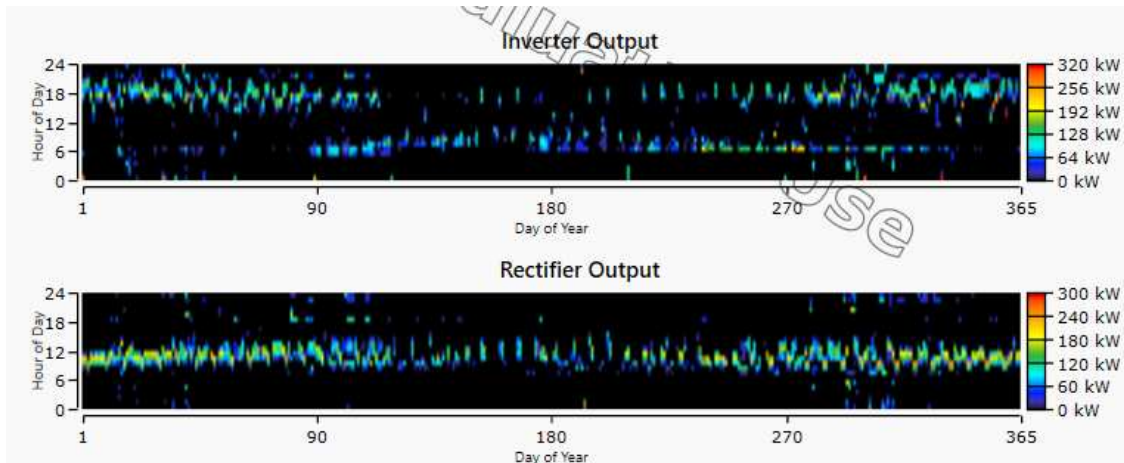 Inverter Output
24
18
12
6
0
Hour of Day
320 kW
256 kW
192 kW
128 kW
64 kW
0 kW
1 90 180 270 365
Day of Year
Rectifier Output
24
18
12
6
0
Hour of Day
300 kW
240 kW
180 kW
120 kW
60 kW
0 kW
1 90 180 270 365
Day of Year